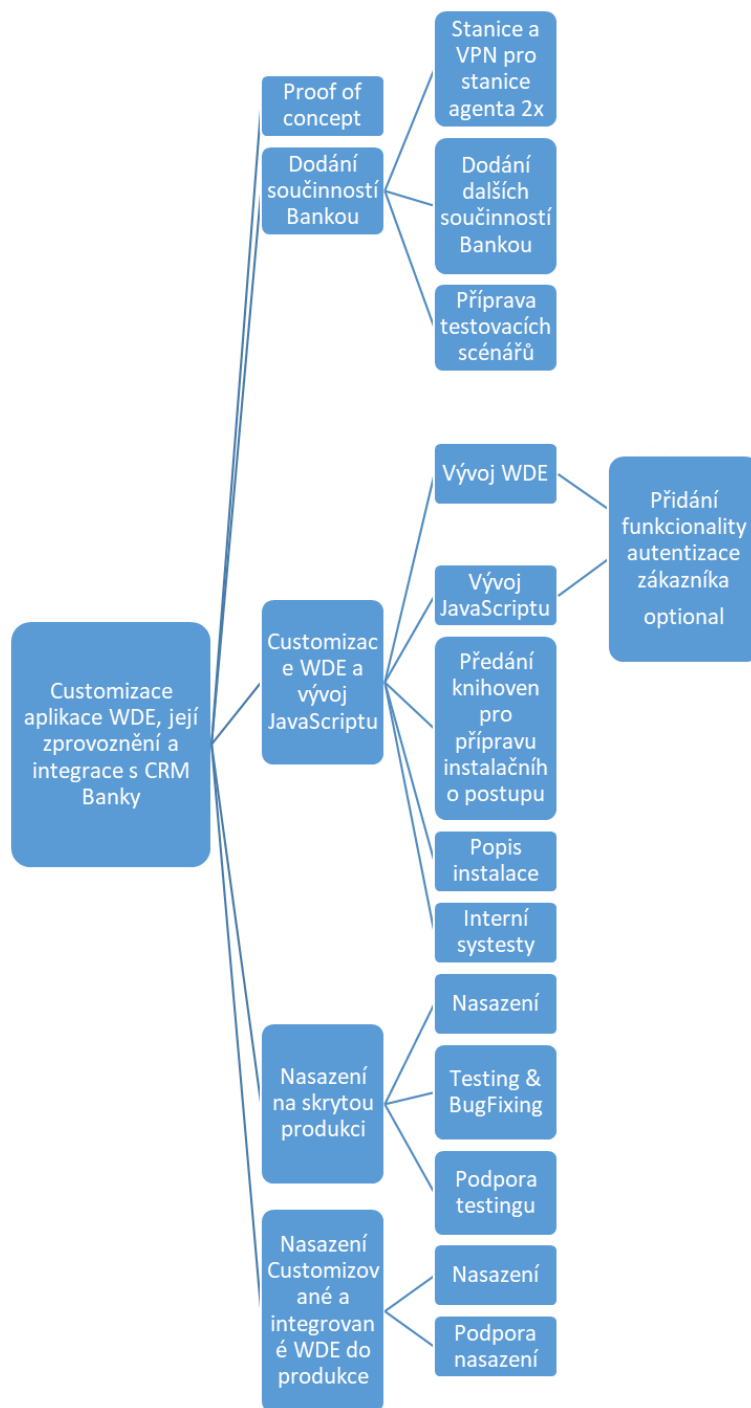 Customizace
aplikace WDE, její
zprovoznění a
integrace s CRM
Banky
Proof of
concept
Dodání
součinností
Bankou
Stanice a
VPN pro
stanice
agenta 2x
Dodání
dalších
součinností
Bankou
Příprava
testovacích
scénářů
Customizac
e WDE a
vývoj
JavaScriptu
Vývoj WDE
Vývoj
JavaScriptu
Přidání
funkcionality
autentizace
zákazníka
optional
Předání
knihoven
pro
přípravu
instalačníh
o postupu
Popis
instalace
Interní
systesty
Nasazení
na skrytou
produkci
Nasazení
Testing &
BugFixing
Podpora
testingu
Nasazení
Customizov
ané a
integrovan
é WDE do
produkce
Nasazení
Podpora
nasazení